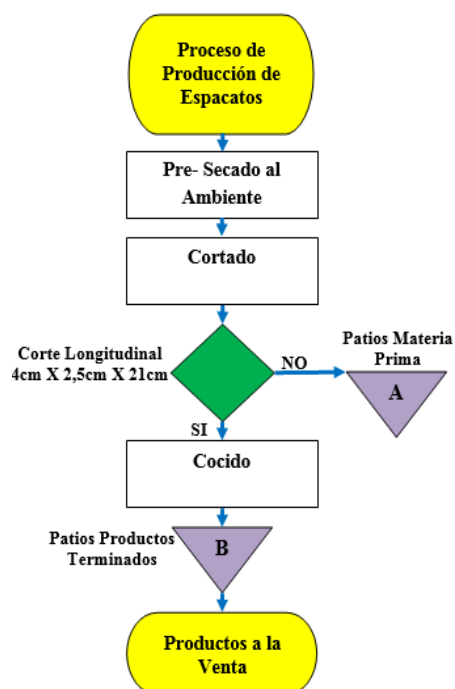 Proceso de
Producción de
Espacatos
Pre- Secado al
Ambiente
Cortado
Corte Longitudinal
4cm X 2,5cm X 21cm
NO
Patios Materia
Prima
A
SI
Cocido
Patios Productos
Terminados
B
Productos a la
Venta